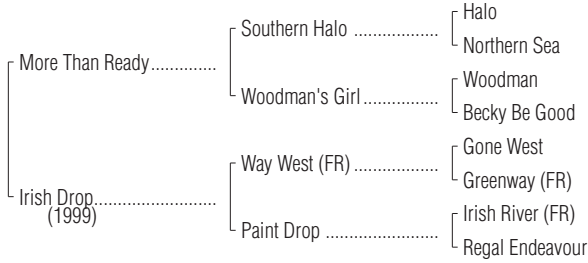 Halo
Southern Halo ..................
Northern Sea
More Than Ready..............
Woodman
Woodman's Girl................
Becky Be Good
Gone West
Way West (FR) ..................
Greenway (FR)
Irish Drop..........................
(1999)
Irish River (FR)
Paint Drop ........................
Regal Endeavour